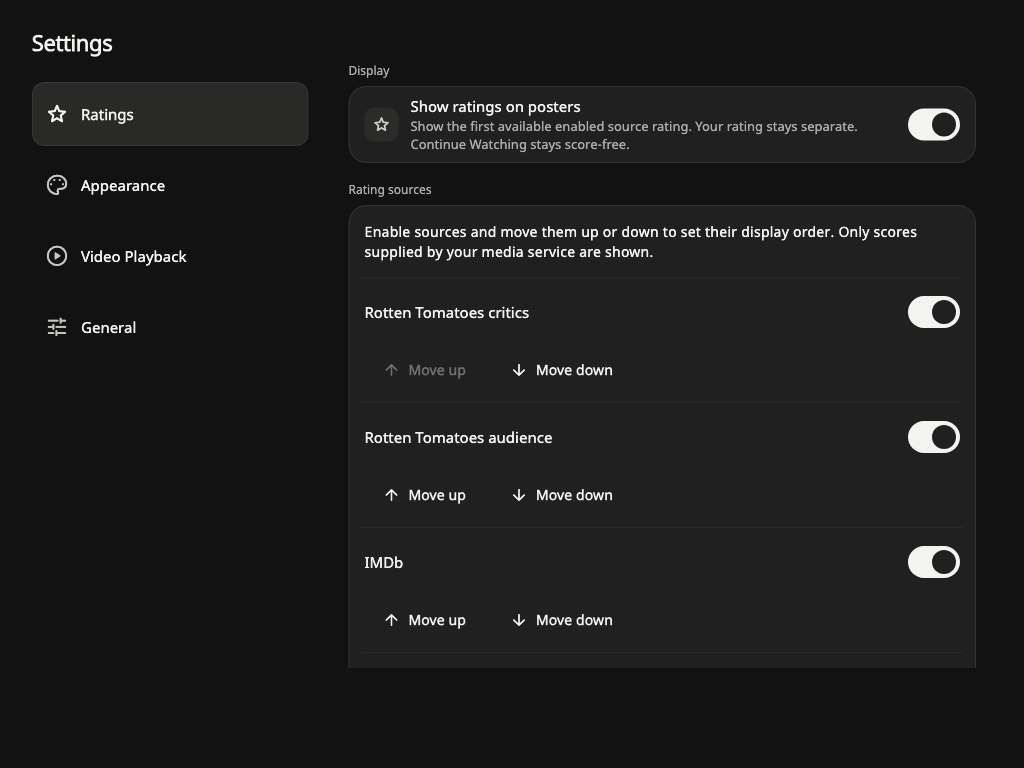 Settings
Ratings
Appearance
Video Playback
General
Display
Show ratings on posters
Show the first available enabled source rating. Your rating stays separate.
Continue Watching stays score-free.
Rating sources
Enable sources and move them up or down to set their display order. Only scores
supplied by your media service are shown.
Rotten Tomatoes critics
Move up Move down
Rotten Tomatoes audience
Move up Move down
IMDb
Move up Move down